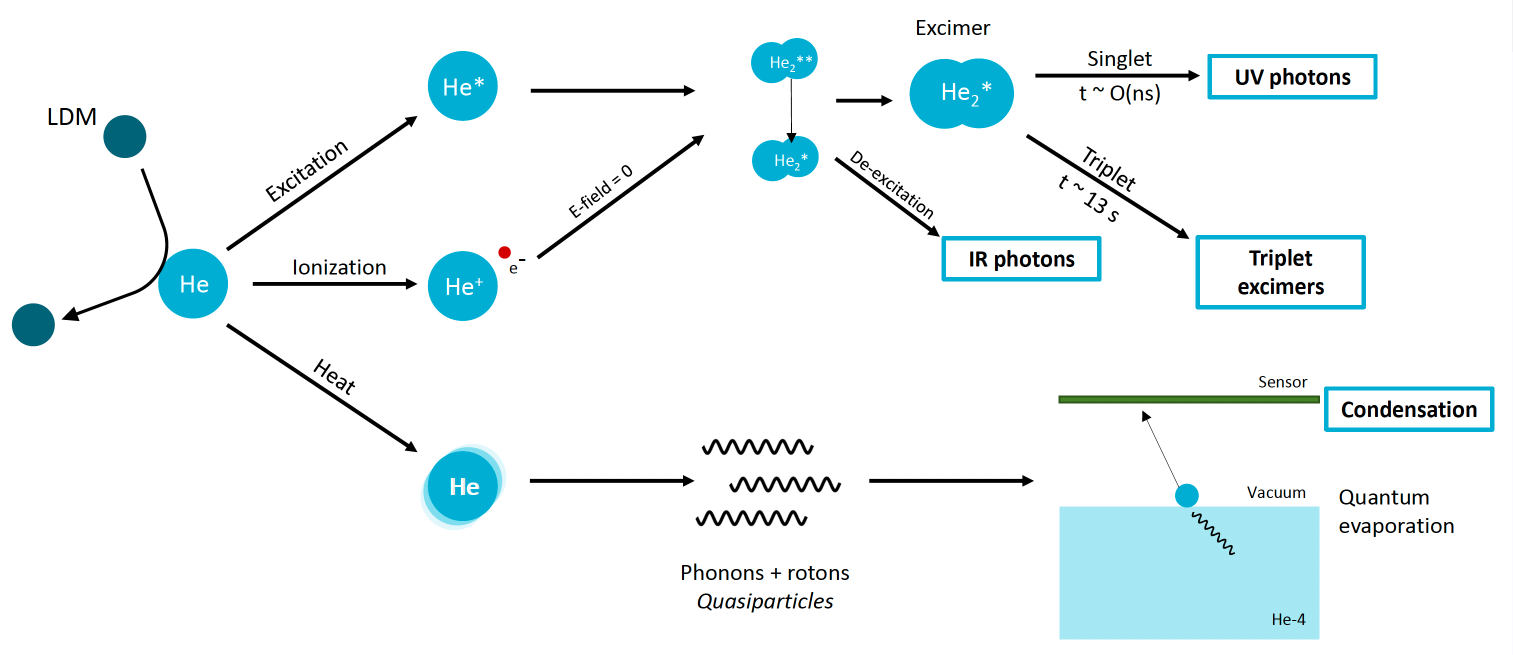 LDM
He
Excitation
He*
Ionization
He⁺
e⁻
E-field = 0
Heat
He
He₂**
He₂*
Excimer
He₂*
Singlet
t ~ O(ns)
UV photons
De-excitation
IR photons
Triplet
t ~ 13 s
Triplet
excimers
Phonons + rotons
Quasiparticles
Sensor
Condensation
Vacuum
Quantum
evaporation
He-4